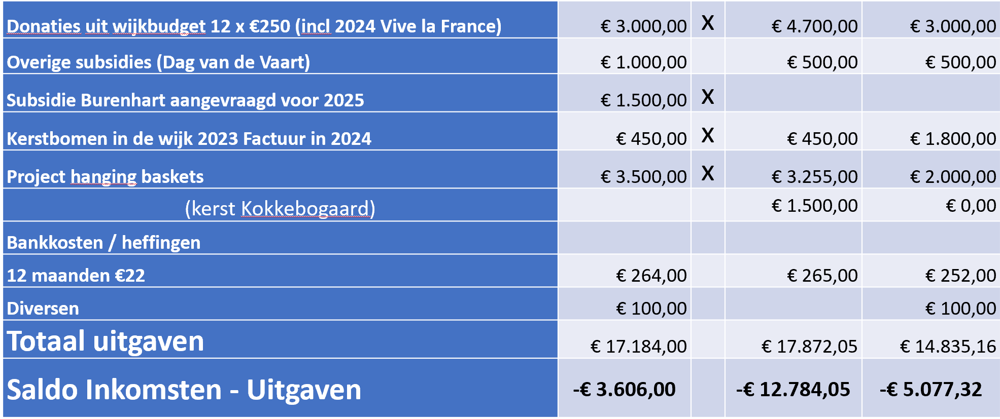 Donaties uit wijkbudget 12 x €250 (incl 2024 Vive la France) € 3.000,00 X € 4.700,00 € 3.000,00
Overige subsidies (Dag van de Vaart) € 1.000,00 € 500,00 € 500,00
Subsidie Burenhart aangevraagd voor 2025 € 1.500,00 X
Kerstbomen in de wijk 2023 Factuur in 2024 € 450,00 X € 450,00 € 1.800,00
Project hanging baskets € 3.500,00 X € 3.255,00 € 2.000,00
(kerst Kokkebogaard) € 1.500,00 € 0,00
Bankkosten / heffingen
12 maanden €22 € 264,00 € 265,00 € 252,00
Diversen € 100,00 € 100,00
Totaal uitgaven € 17.184,00 € 17.872,05 € 14.835,16
Saldo Inkomsten - Uitgaven -€ 3.606,00 -€ 12.784,05 -€ 5.077,32